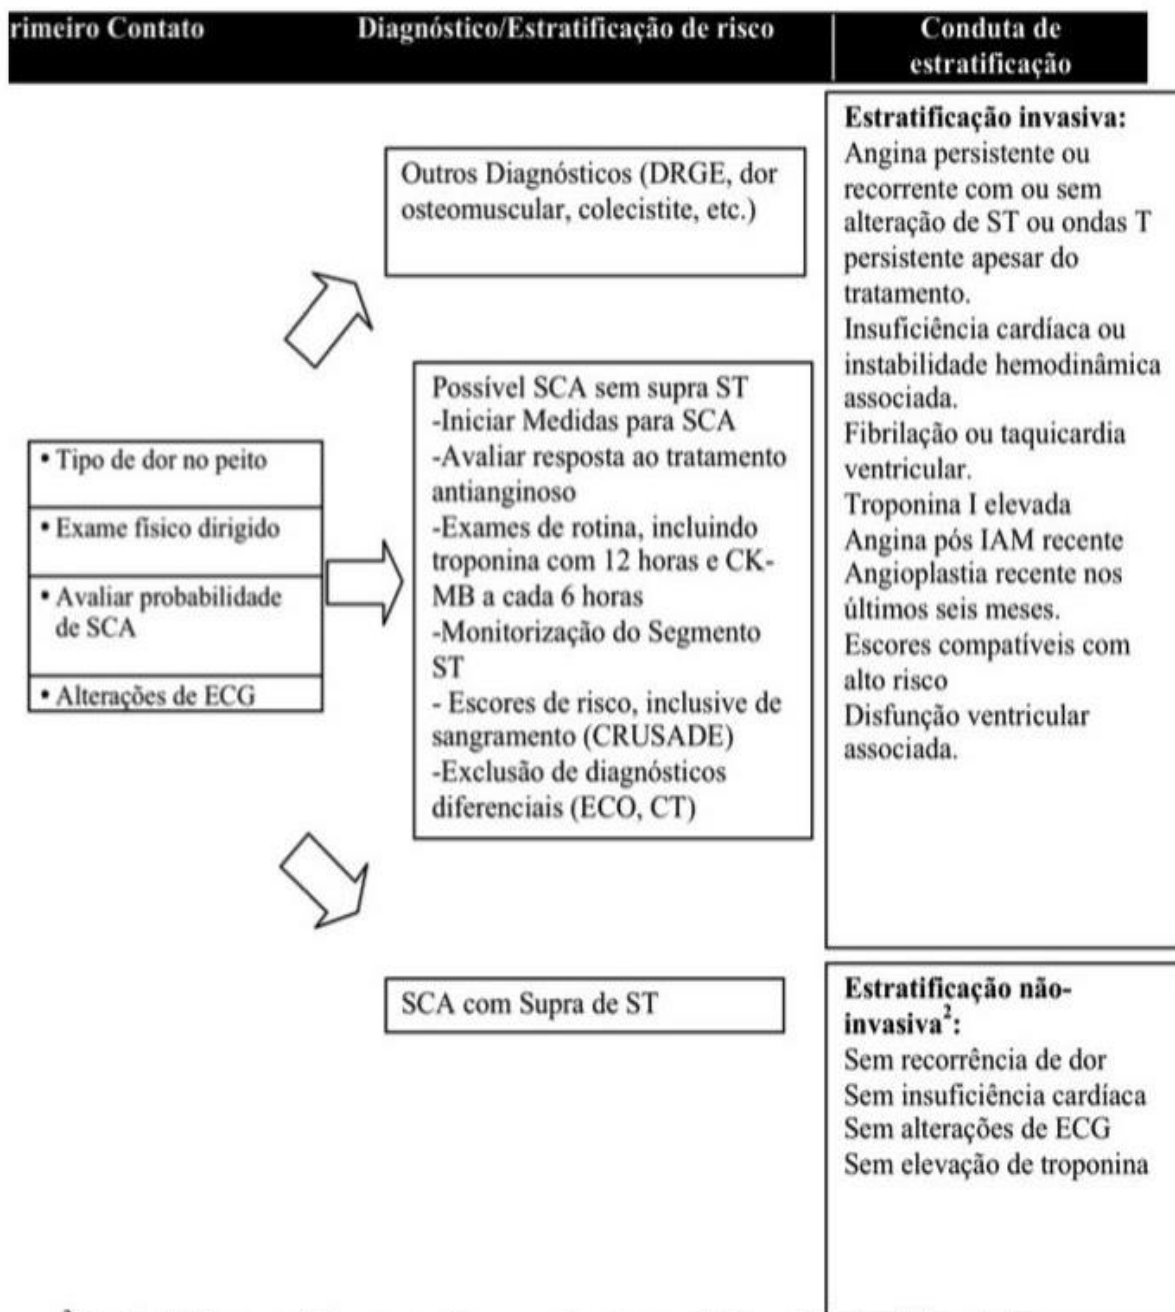 rimeiro Contato
Diagnóstico/Estratificação de risco
Conduta de
estratificação
• Tipo de dor no peito
• Exame físico dirigido
• Avaliar probabilidade
de SCA
• Alterações de ECG
Outros Diagnósticos (DRGE, dor
osteomuscular, colecistite, etc.)
Possível SCA sem supra ST
-Iniciar Medidas para SCA
-Avaliar resposta ao tratamento
antianginoso
-Exames de rotina, incluindo
troponina com 12 horas e CK-
MB a cada 6 horas
-Monitorização do Segmento
ST
- Escores de risco, inclusive de
sangramento (CRUSADE)
-Exclusão de diagnósticos
diferenciais (ECO, CT)
SCA com Supra de ST
Estratificação invasiva:
Angina persistente ou
recorrente com ou sem
alteração de ST ou ondas T
persistente apesar do
tratamento.
Insuficiência cardíaca ou
instabilidade hemodinâmica
associada.
Fibrilação ou taquicardia
ventricular.
Troponina I elevada
Angina pós IAM recente
Angioplastia recente nos
últimos seis meses.
Escores compatíveis com
alto risco
Disfunção ventricular
associada.
Estratificação não-
invasiva²:
Sem recorrência de dor
Sem insuficiência cardíaca
Sem alterações de ECG
Sem elevação de troponina